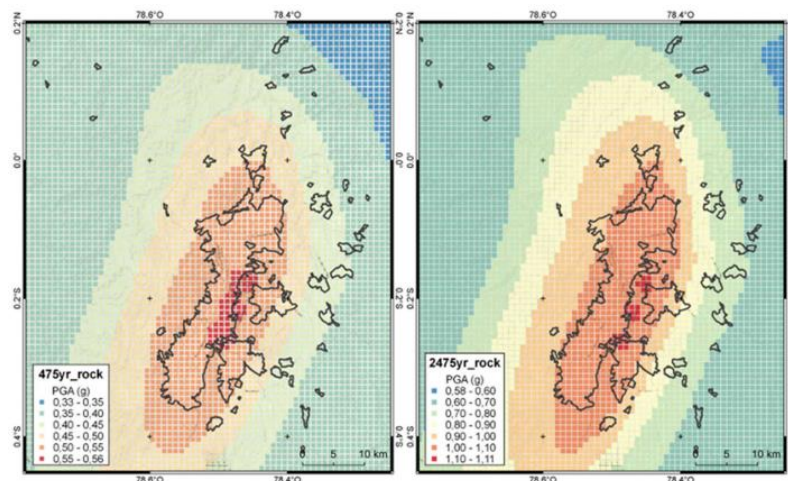 78.6°O 78.4°O
0.2°N
0.0°
0.2°S
0.4°S
475yr_rock
PGA (g)
0,33 - 0,35
0,35 - 0,40
0,40 - 0,45
0,45 - 0,50
0,50 - 0,55
0,55 - 0,56
0 5 10 km
78.6°O 78.4°O
78.6°O 78.4°O
0.2°N
0.0°
0.2°S
0.4°S
2475yr_rock
PGA (g)
0,58 - 0,60
0,60 - 0,70
0,70 - 0,80
0,80 - 0,90
0,90 - 1,00
1,00 - 1,10
1,10 - 1,11
0 5 10 km
78.6°O 78.4°O